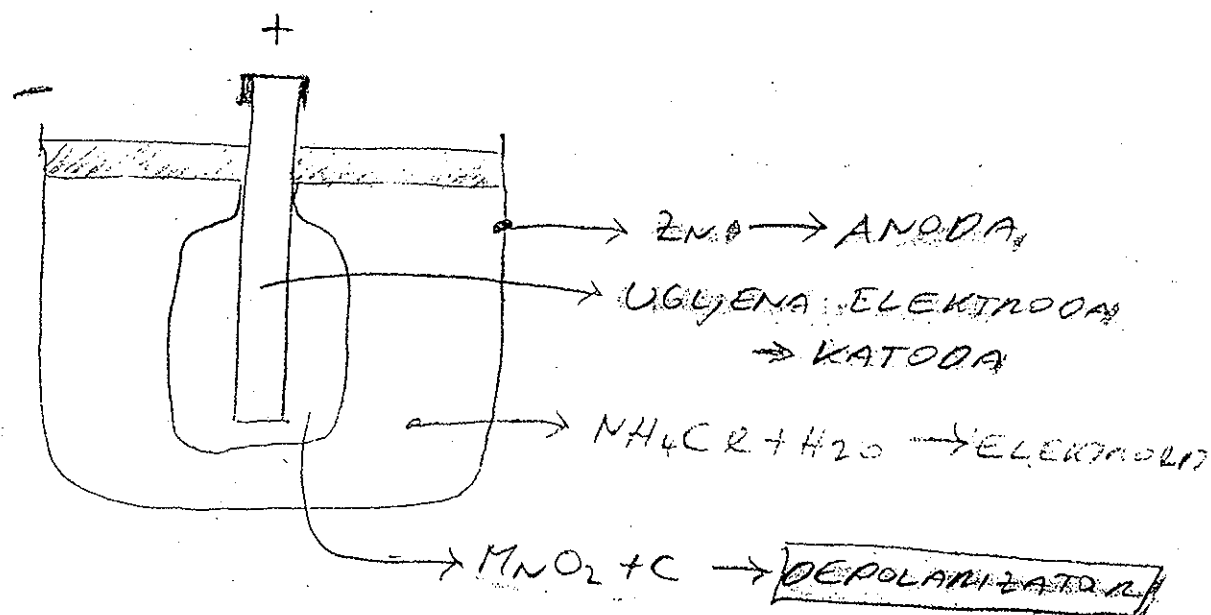 +
−
ZN → ANODA
UGLJENA ELEKTRODA
→ KATODA
NH4Cl + H2O → ELEKTROLIT
MnO2 + C → DEPOLARIZATOR